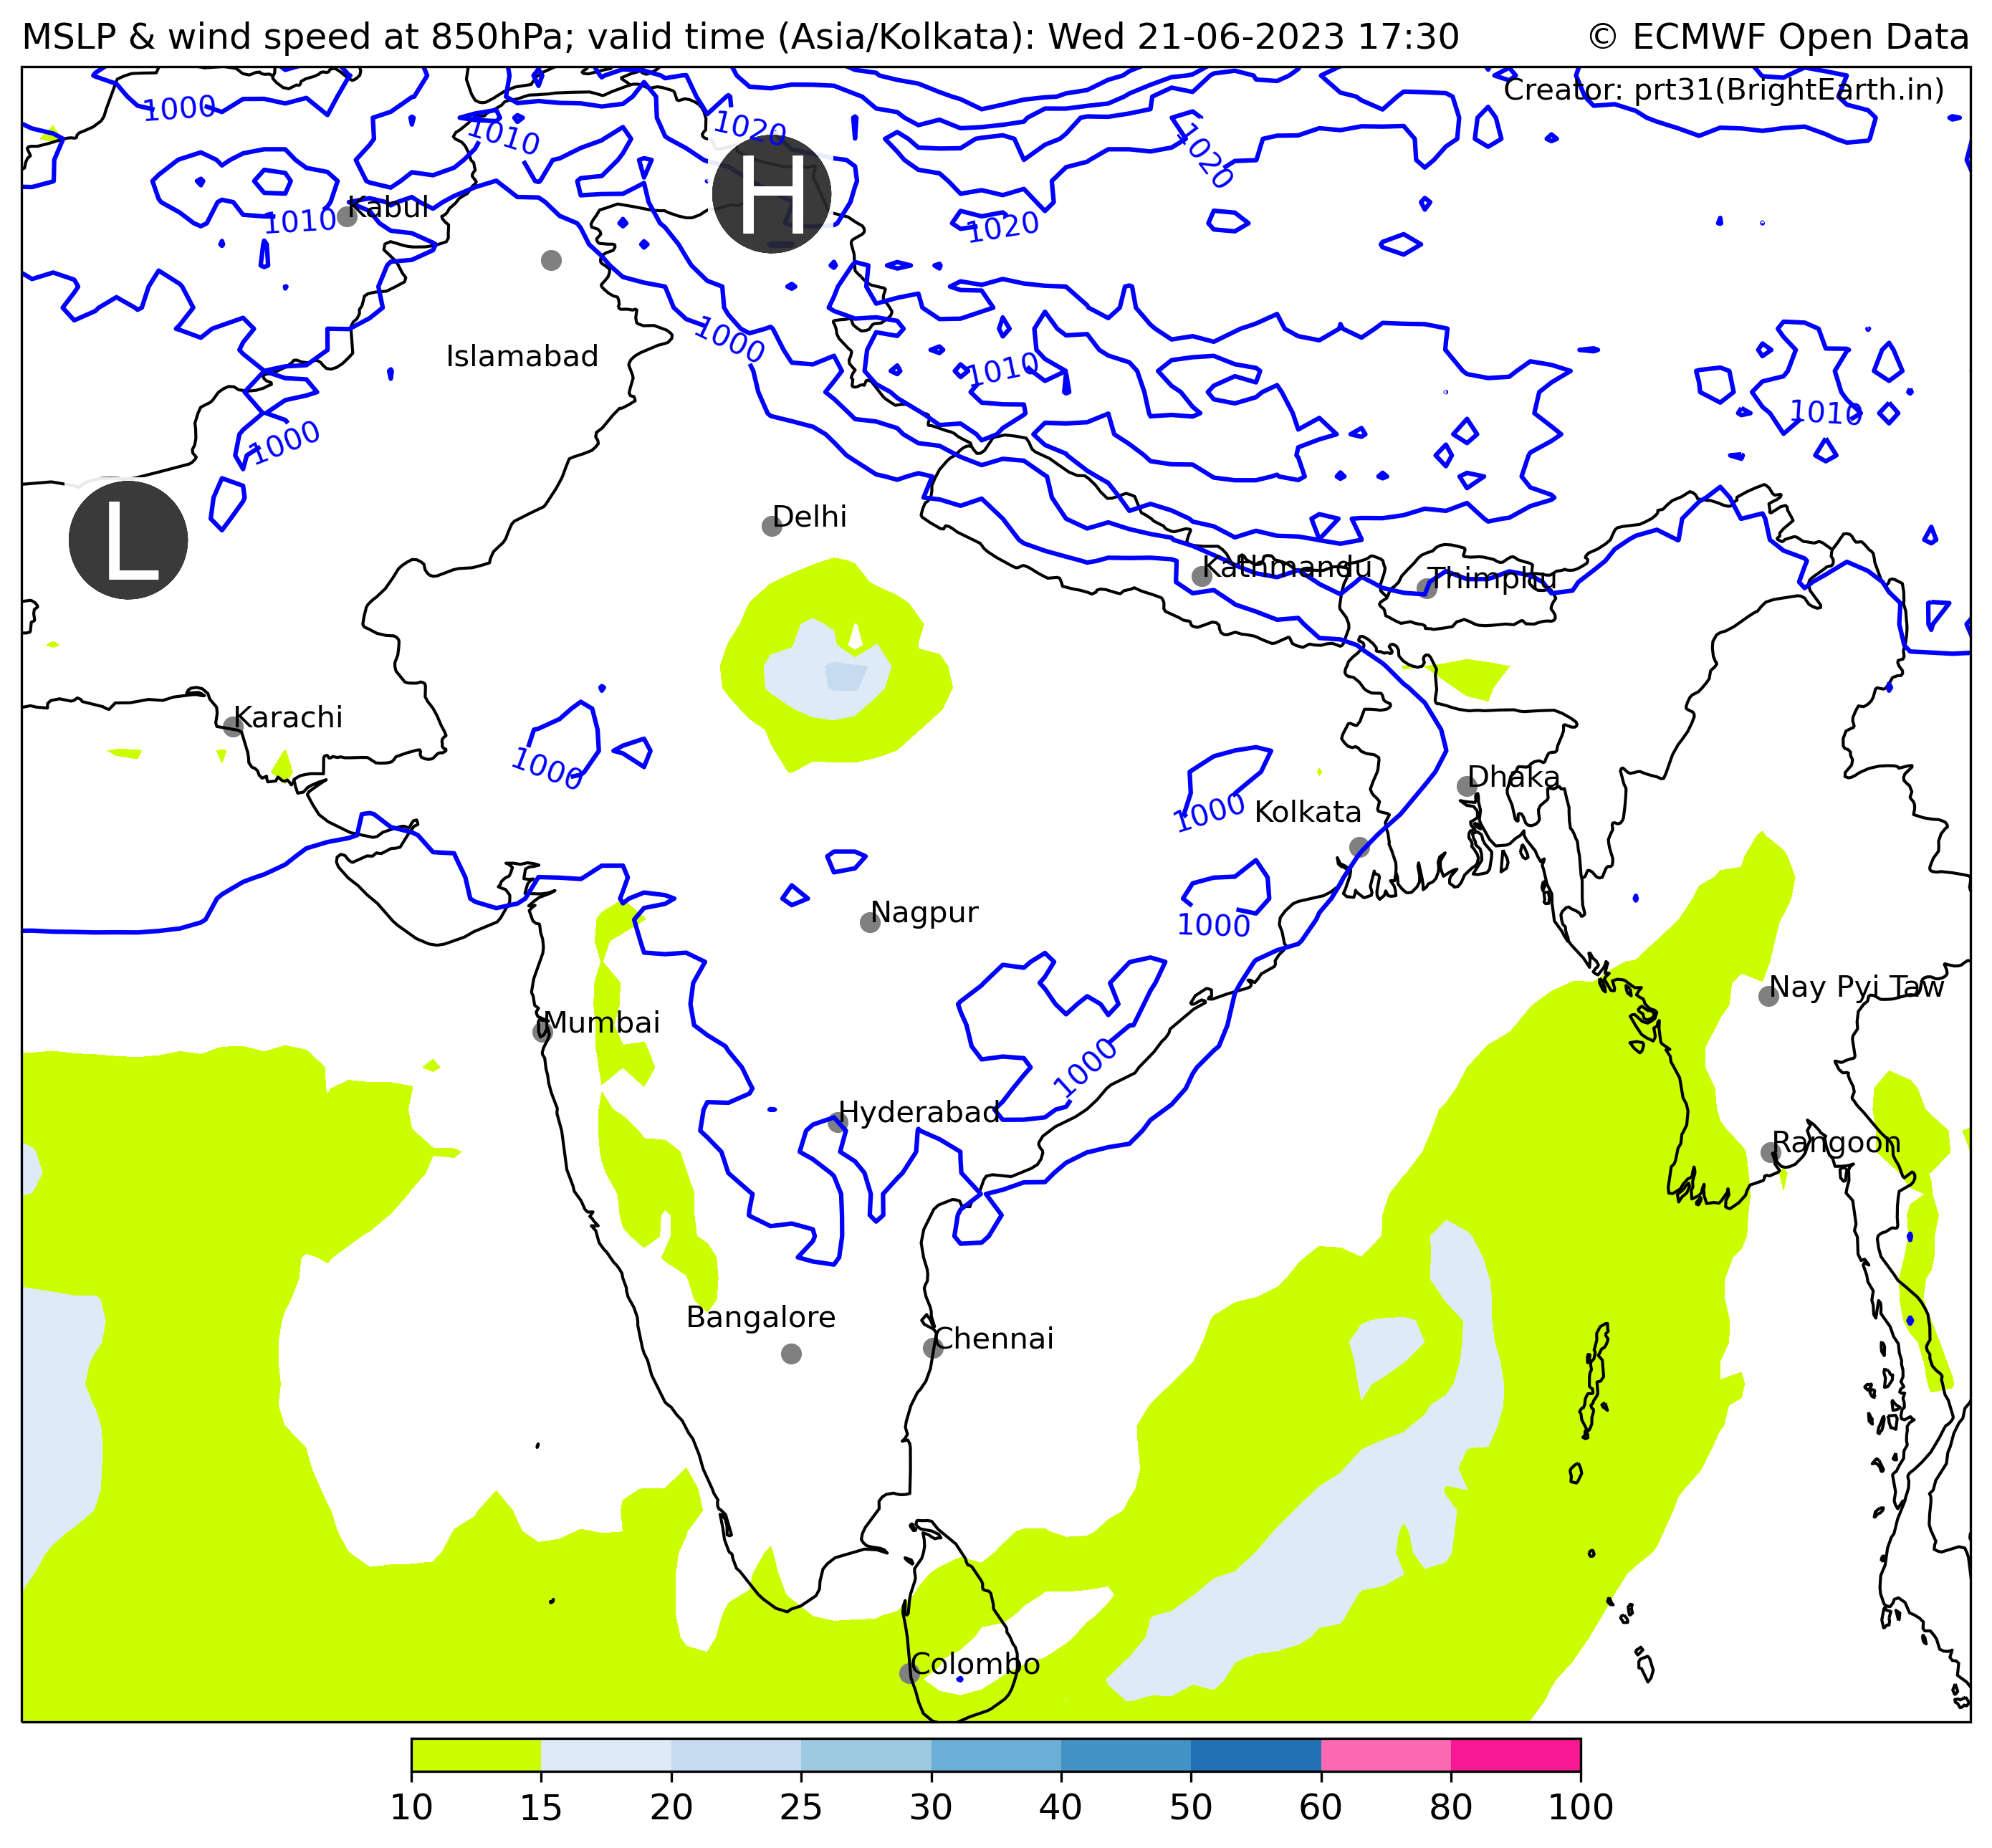 MSLP & wind speed at 850hPa; valid time (Asia/Kolkata): Wed 21-06-2023 17:30
© ECMWF Open Data
Creator: prt31(BrightEarth.in)
1000
1010
1020
1020
H
1010
Kabul
1020
1000
Islamabad
1010
1010
1000
L
Delhi
Kathmandu
Thimphu
Karachi
1000
Dhaka
1000
Kolkata
Nagpur
1000
Nay Pyi Taw
Mumbai
1000
Hyderabad
Rangoon
Bangalore
Chennai
Colombo
10 15 20 25 30 40 50 60 80 100